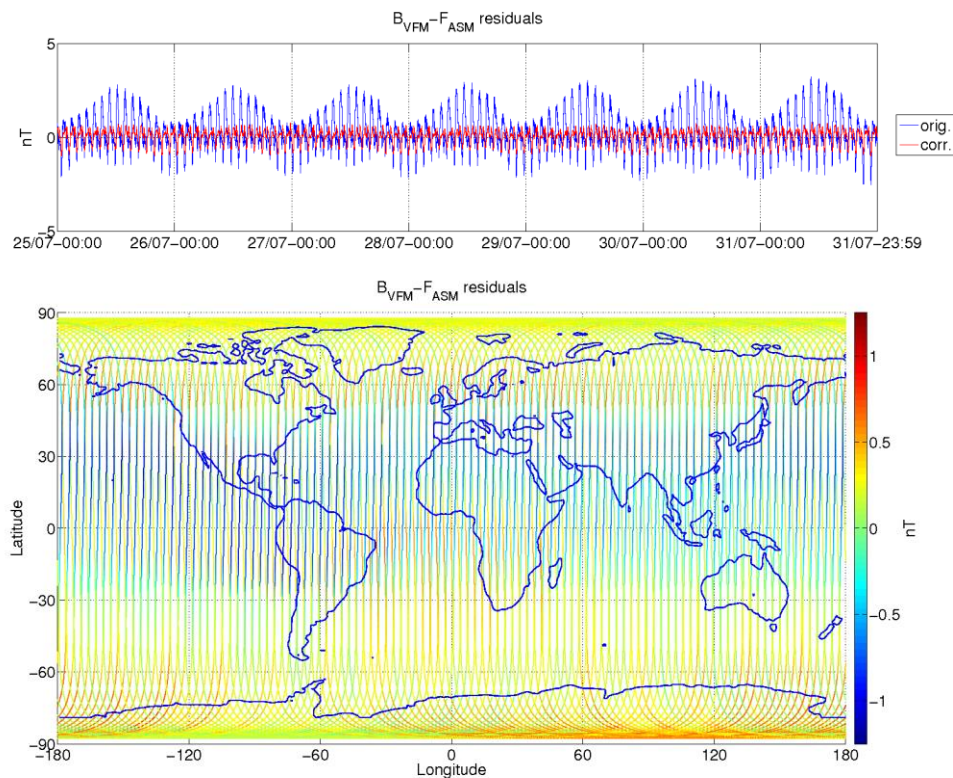 B_VFM−F_ASM residuals
5
0
−5
nT
25/07−00:00 26/07−00:00 27/07−00:00 28/07−00:00 29/07−00:00 30/07−00:00 31/07−00:00 31/07−23:59
orig.
corr.
B_VFM−F_ASM residuals
90
60
30
0
−30
−60
−90
Latitude
−180 −120 −60 0 60 120 180
Longitude
1
0.5
0
−0.5
−1
nT